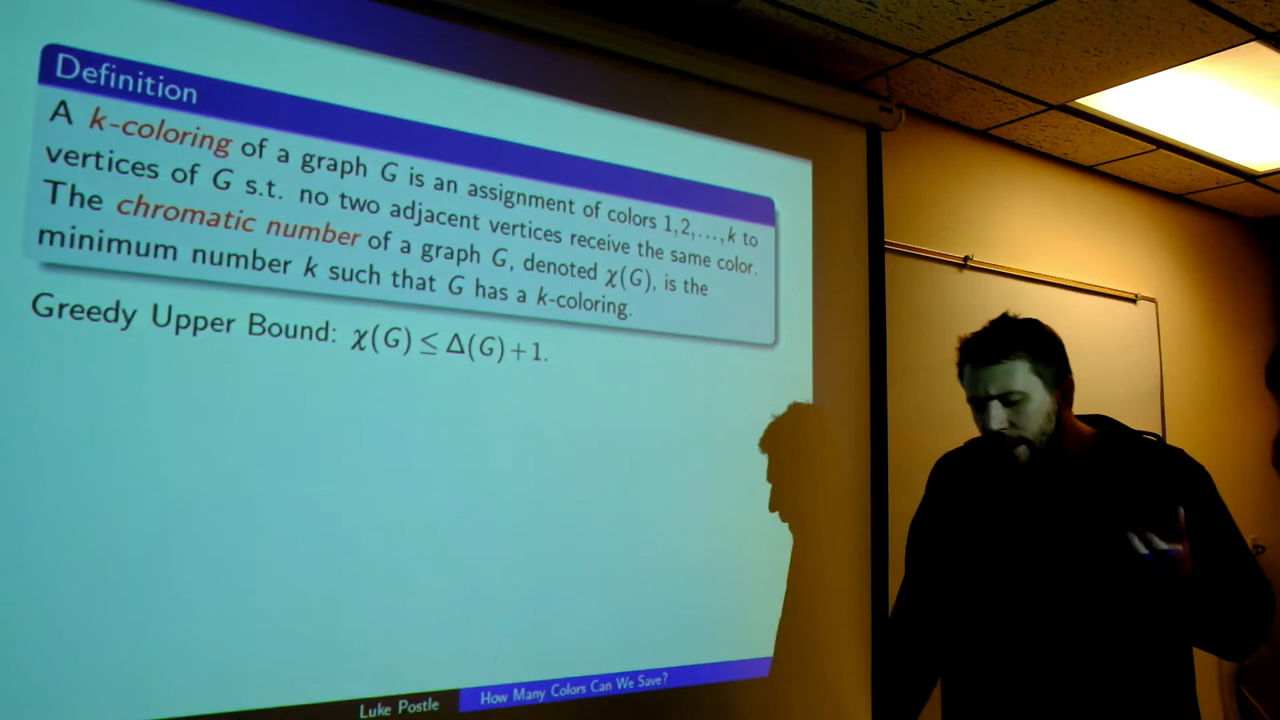 Definition
A k-coloring of a graph G is an assignment of colors 1,2,...,k to
vertices of G s.t. no two adjacent vertices receive the same color.
The chromatic number of a graph G, denoted χ(G), is the
minimum number k such that G has a k-coloring.
Greedy Upper Bound: χ(G) ≤ Δ(G)+1.
Luke Postle How Many Colors Can We Save?